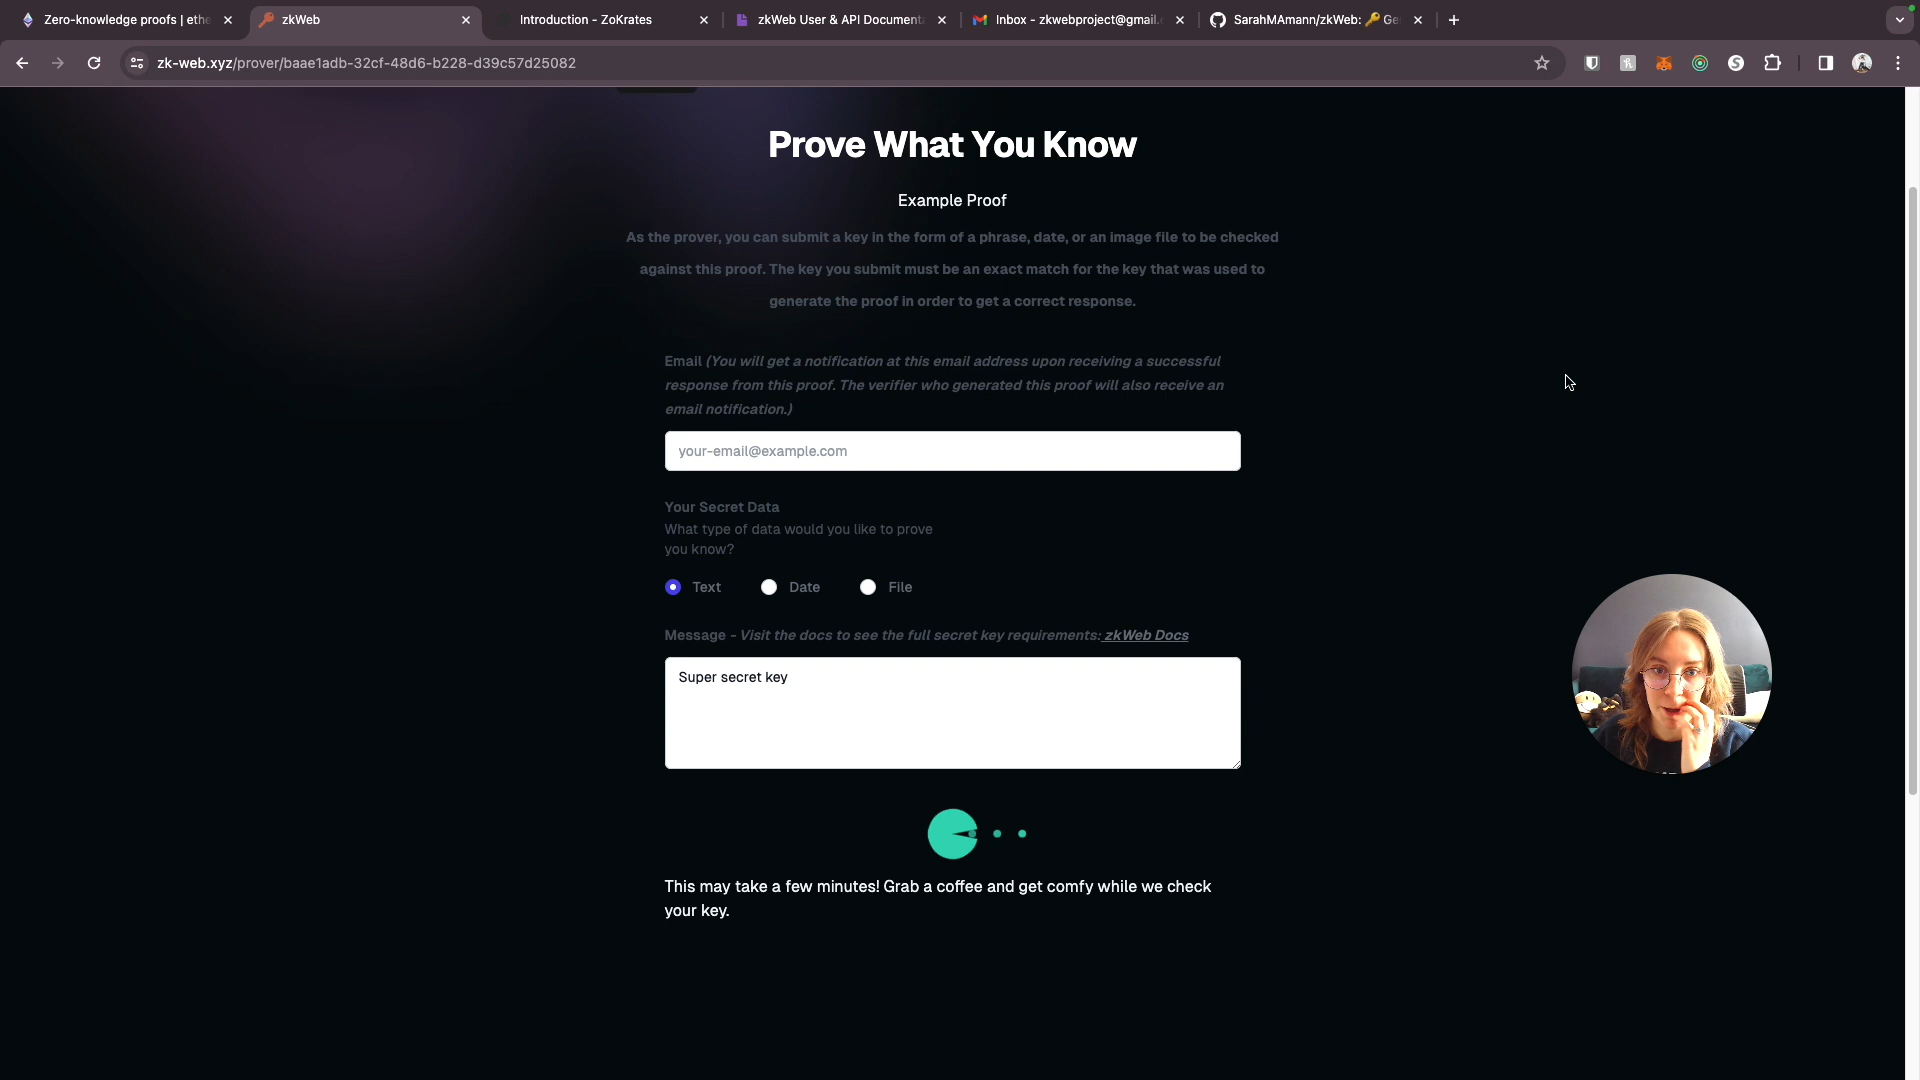 Zero-knowledge proofs | ethe
zkWeb
Introduction - ZoKrates
zkWeb User & API Documenta
Inbox - zkwebproject@gmail.
SarahMAmann/zkWeb: 🔑 Ge
zk-web.xyz/prover/baae1adb-32cf-48d6-b228-d39c57d25082
Prove What You Know
Example Proof
As the prover, you can submit a key in the form of a phrase, date, or an image file to be checked
against this proof. The key you submit must be an exact match for the key that was used to
generate the proof in order to get a correct response.
Email (You will get a notification at this email address upon receiving a successful
response from this proof. The verifier who generated this proof will also receive an
email notification.)
your-email@example.com
Your Secret Data
What type of data would you like to prove
you know?
Text Date File
Message - Visit the docs to see the full secret key requirements: zkWeb Docs
Super secret key
This may take a few minutes! Grab a coffee and get comfy while we check
your key.